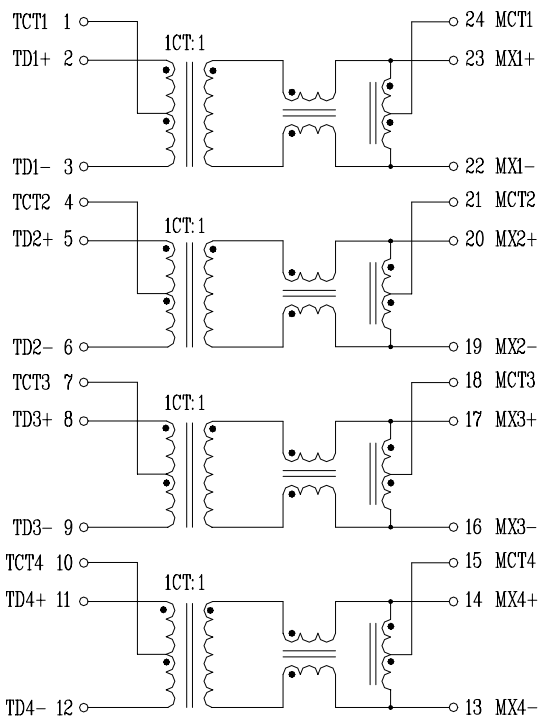 TCT1 1
24 MCT1
1CT:1
TD1+ 2
23 MX1+
TD1- 3
22 MX1-
TCT2 4
21 MCT2
1CT:1
TD2+ 5
20 MX2+
TD2- 6
19 MX2-
TCT3 7
18 MCT3
1CT:1
TD3+ 8
17 MX3+
TD3- 9
16 MX3-
TCT4 10
15 MCT4
1CT:1
TD4+ 11
14 MX4+
TD4- 12
13 MX4-